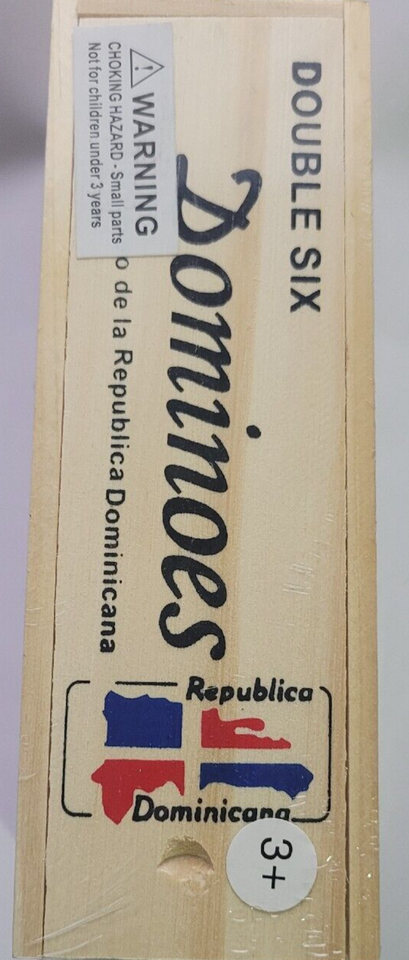 DOUBLE SIX
Dominoes
o de la Republica Dominicana
WARNING
CHOKING HAZARD - Small parts
Not for children under 3 years
Republica
Dominicana
3+